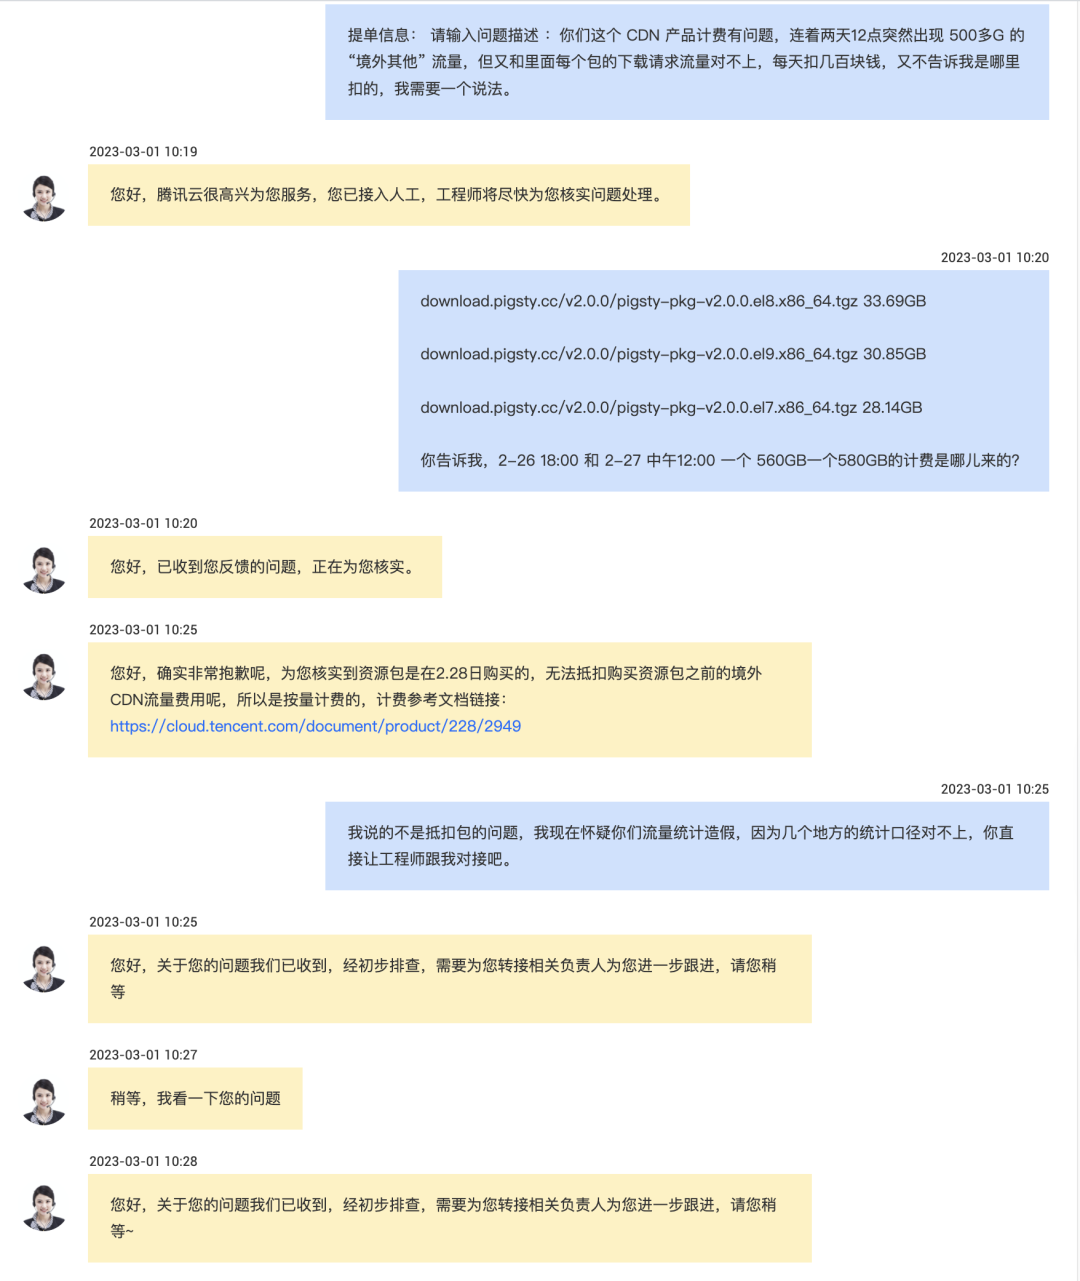 提单信息： 请输入问题描述 ：你们这个 CDN 产品计费有问题，连着两天12点突然出现 500多G 的
“境外其他”流量，但又和里面每个包的下载请求流量对不上，每天扣几百块钱，又不告诉我是哪里
扣的，我需要一个说法。
2023-03-01 10:19
您好，腾讯云很高兴为您服务，您已接入人工，工程师将尽快为您核实问题处理。
2023-03-01 10:20
download.pigsty.cc/v2.0.0/pigsty-pkg-v2.0.0.el8.x86_64.tgz 33.69GB
download.pigsty.cc/v2.0.0/pigsty-pkg-v2.0.0.el9.x86_64.tgz 30.85GB
download.pigsty.cc/v2.0.0/pigsty-pkg-v2.0.0.el7.x86_64.tgz 28.14GB
你告诉我，2-26 18:00 和 2-27 中午12:00 一个 560GB一个580GB的计费是哪儿来的?
2023-03-01 10:20
您好，已收到您反馈的问题，正在为您核实。
2023-03-01 10:25
您好，确实非常抱歉呢，为您核实到资源包是在2.28日购买的，无法抵扣购买资源包之前的境外
CDN流量费用呢，所以是按量计费的，计费参考文档链接：
https://cloud.tencent.com/document/product/228/2949
2023-03-01 10:25
我说的不是抵扣包的问题，我现在怀疑你们流量统计造假，因为几个地方的统计口径对不上，你直
接让工程师跟我对接吧。
2023-03-01 10:25
您好，关于您的问题我们已收到，经初步排查，需要为您转接相关负责人为您进一步跟进，请您稍
等
2023-03-01 10:27
稍等，我看一下您的问题
2023-03-01 10:28
您好，关于您的问题我们已收到，经初步排查，需要为您转接相关负责人为您进一步跟进，请您稍
等~